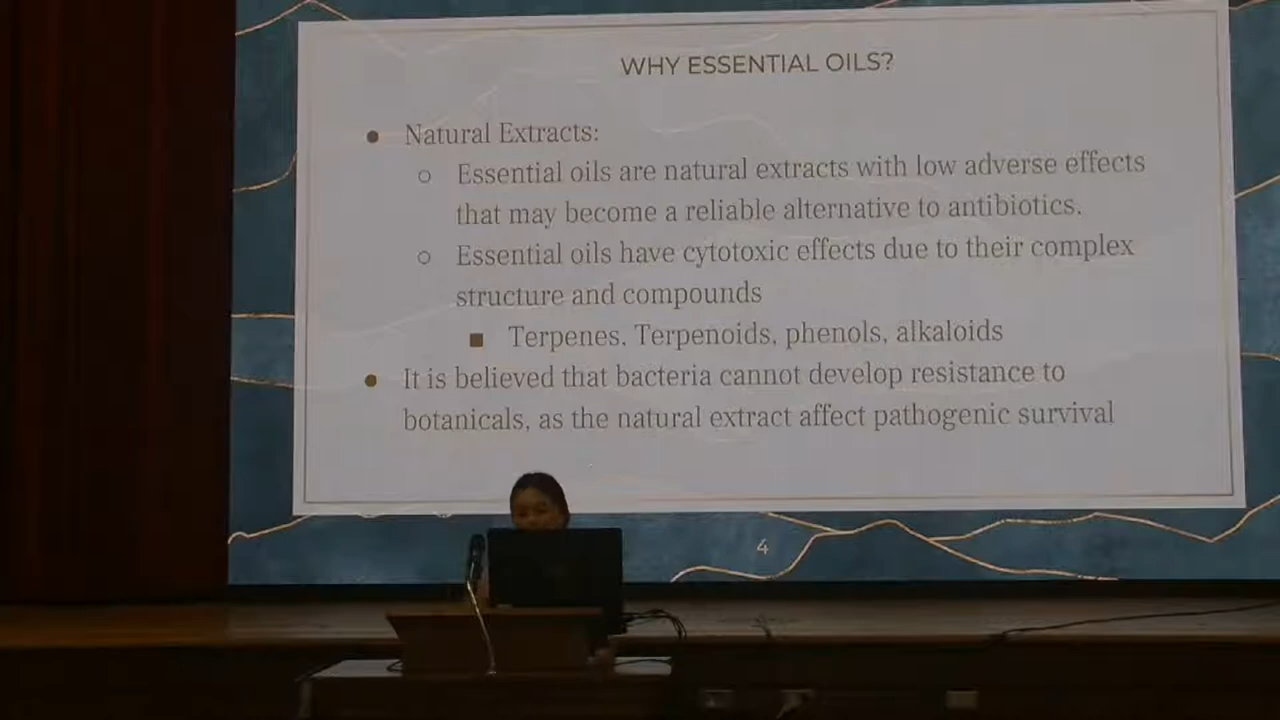 WHY ESSENTIAL OILS?
● Natural Extracts:
○ Essential oils are natural extracts with low adverse effects
that may become a reliable alternative to antibiotics.
○ Essential oils have cytotoxic effects due to their complex
structure and compounds
■ Terpenes, Terpenoids, phenols, alkaloids
● It is believed that bacteria cannot develop resistance to
botanicals, as the natural extract affect pathogenic survival
4